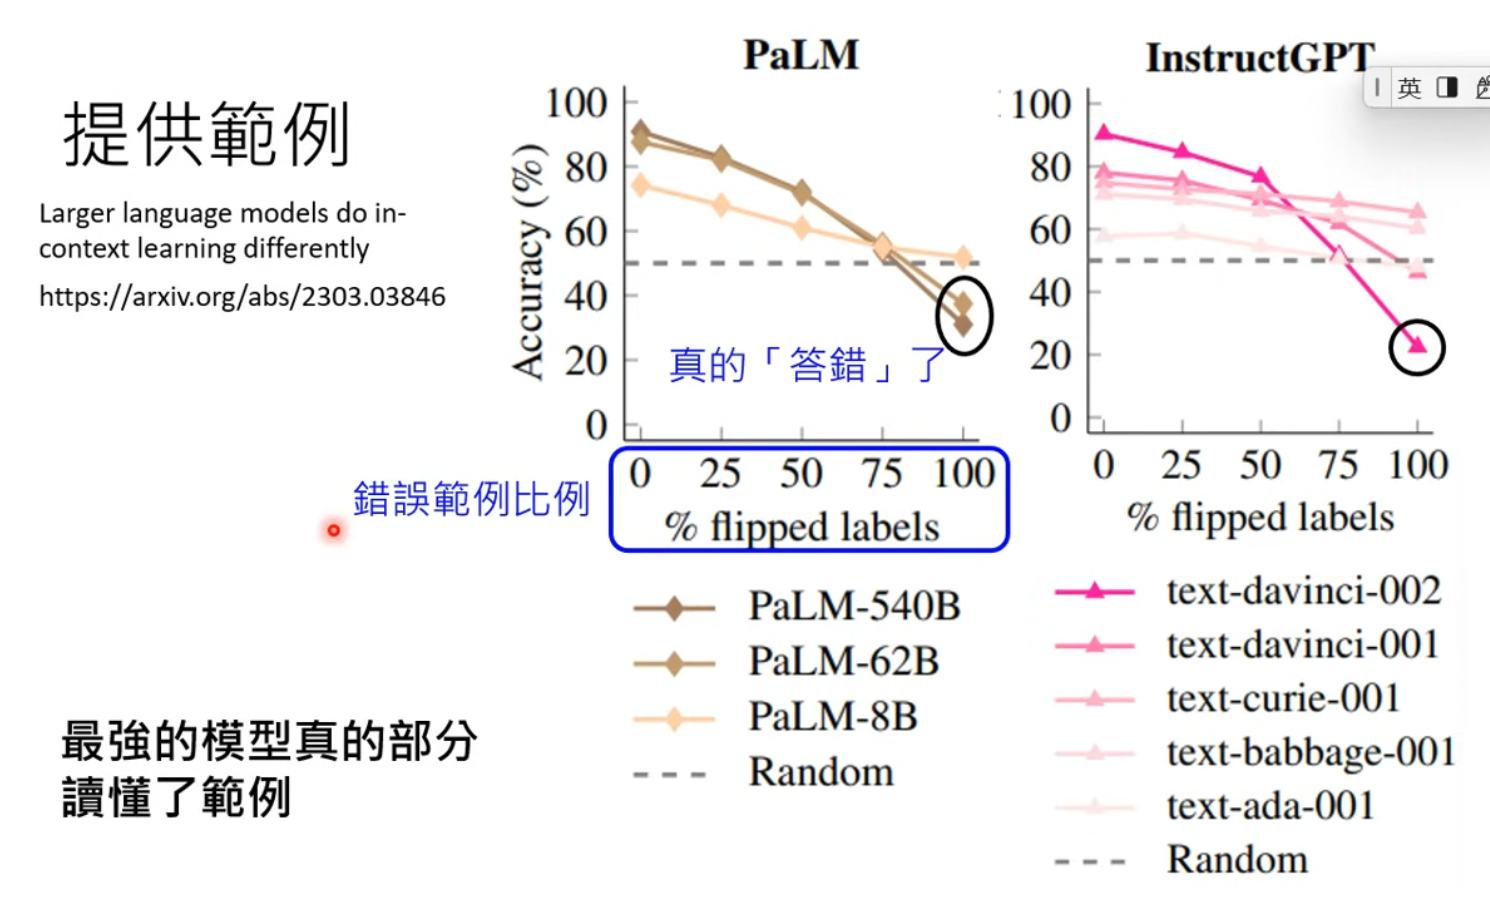 提供範例
Larger language models do in-
context learning differently
https://arxiv.org/abs/2303.03846
最強的模型真的部分
讀懂了範例
錯誤範例比例
PaLM
Accuracy (%)
100
80
60
40
20
0
真的「答錯」了
0 25 50 75 100
% flipped labels
PaLM-540B
PaLM-62B
PaLM-8B
Random
InstructGPT
100
80
60
40
20
0
0 25 50 75 100
% flipped labels
text-davinci-002
text-davinci-001
text-curie-001
text-babbage-001
text-ada-001
Random
英